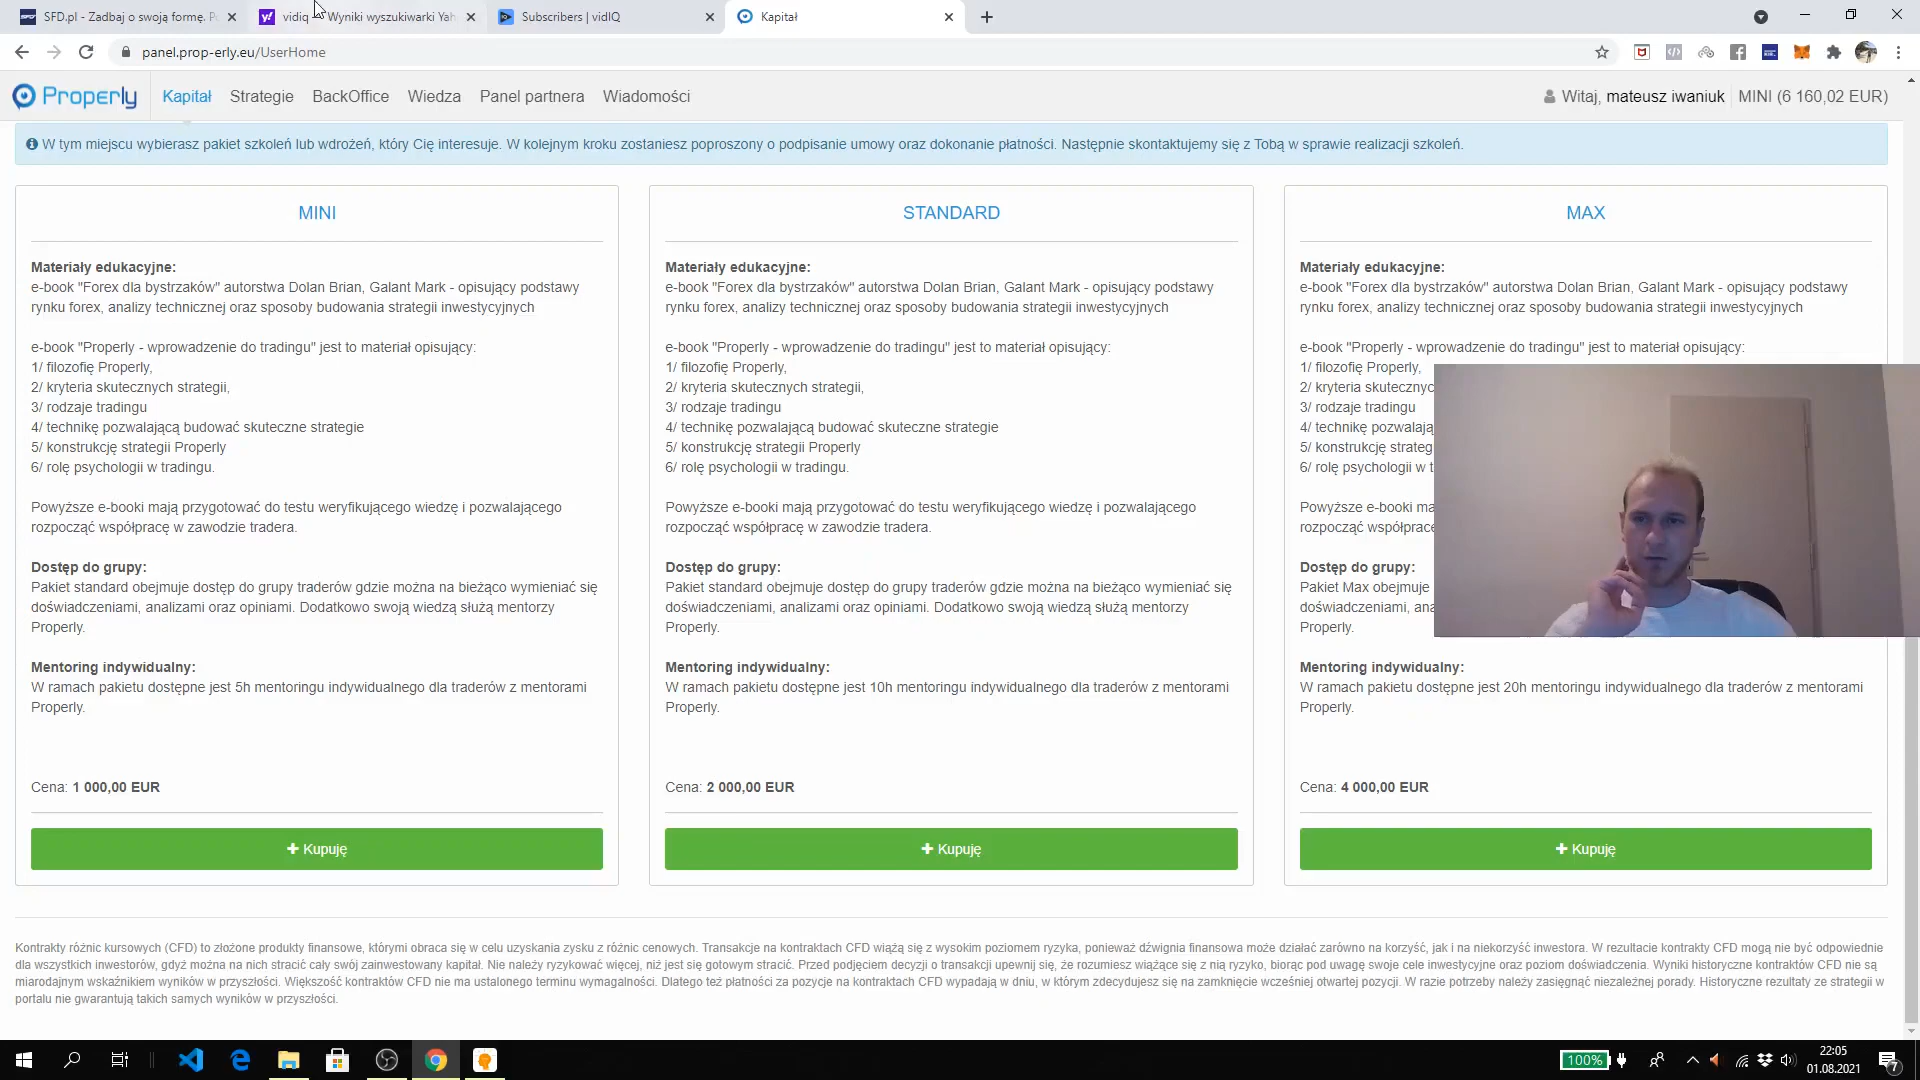 SFD.pl - Zadbaj o swoją formę. P
vidiq — Wyniki wyszukiwarki Yah
Subscribers | vidIQ
Kapitał
panel.prop-erly.eu/UserHome
Properly
Kapitał
Strategie
BackOffice
Wiedza
Panel partnera
Wiadomości
Witaj, mateusz iwaniuk
MINI (6 160,02 EUR)
W tym miejscu wybierasz pakiet szkoleń lub wdrożeń, który Cię interesuje. W kolejnym kroku zostaniesz poproszony o podpisanie umowy oraz dokonanie płatności. Następnie skontaktujemy się z Tobą w sprawie realizacji szkoleń.
MINI
Materiały edukacyjne:
e-book "Forex dla bystrzaków" autorstwa Dolan Brian, Galant Mark - opisujący podstawy
rynku forex, analizy technicznej oraz sposoby budowania strategii inwestycyjnych
e-book "Properly - wprowadzenie do tradingu" jest to materiał opisujący:
1/ filozofię Properly,
2/ kryteria skutecznych strategii,
3/ rodzaje tradingu
4/ technikę pozwalającą budować skuteczne strategie
5/ konstrukcję strategii Properly
6/ rolę psychologii w tradingu.
Powyższe e-booki mają przygotować do testu weryfikującego wiedzę i pozwalającego
rozpocząć współpracę w zawodzie tradera.
Dostęp do grupy:
Pakiet standard obejmuje dostęp do grupy traderów gdzie można na bieżąco wymieniać się
doświadczeniami, analizami oraz opiniami. Dodatkowo swoją wiedzą służą mentorzy
Properly.
Mentoring indywidualny:
W ramach pakietu dostępne jest 5h mentoringu indywidualnego dla traderów z mentorami
Properly.
Cena: 1 000,00 EUR
Kupuję
STANDARD
Materiały edukacyjne:
e-book "Forex dla bystrzaków" autorstwa Dolan Brian, Galant Mark - opisujący podstawy
rynku forex, analizy technicznej oraz sposoby budowania strategii inwestycyjnych
e-book "Properly - wprowadzenie do tradingu" jest to materiał opisujący:
1/ filozofię Properly,
2/ kryteria skutecznych strategii,
3/ rodzaje tradingu
4/ technikę pozwalającą budować skuteczne strategie
5/ konstrukcję strategii Properly
6/ rolę psychologii w tradingu.
Powyższe e-booki mają przygotować do testu weryfikującego wiedzę i pozwalającego
rozpocząć współpracę w zawodzie tradera.
Dostęp do grupy:
Pakiet standard obejmuje dostęp do grupy traderów gdzie można na bieżąco wymieniać się
doświadczeniami, analizami oraz opiniami. Dodatkowo swoją wiedzą służą mentorzy
Properly.
Mentoring indywidualny:
W ramach pakietu dostępne jest 10h mentoringu indywidualnego dla traderów z mentorami
Properly.
Cena: 2 000,00 EUR
Kupuję
MAX
Materiały edukacyjne:
e-book "Forex dla bystrzaków" autorstwa Dolan Brian, Galant Mark - opisujący podstawy
rynku forex, analizy technicznej oraz sposoby budowania strategii inwestycyjnych
e-book "Properly - wprowadzenie do tradingu" jest to materiał opisujący:
1/ filozofię Properly,
2/ kryteria skutecznyc
3/ rodzaje tradingu
4/ technikę pozwalają
5/ konstrukcję strateg
6/ rolę psychologii w t
Powyższe e-booki ma
rozpocząć współpracę
Dostęp do grupy:
Pakiet Max obejmuje
doświadczeniami, ana
Properly.
Mentoring indywidualny:
W ramach pakietu dostępne jest 20h mentoringu indywidualnego dla traderów z mentorami
Properly.
Cena: 4 000,00 EUR
Kupuję
Kontrakty różnic kursowych (CFD) to złożone produkty finansowe, którymi obraca się w celu uzyskania zysku z różnic cenowych. Transakcje na kontraktach CFD wiążą się z wysokim poziomem ryzyka, ponieważ dźwignia finansowa może działać zarówno na korzyść, jak i na niekorzyść inwestora. W rezultacie kontrakty CFD mogą nie być odpowiednie
dla wszystkich inwestorów, gdyż można na nich stracić cały swój zainwestowany kapitał. Nie należy ryzykować więcej, niż jest się gotowym stracić. Przed podjęciem decyzji o transakcji upewnij się, że rozumiesz wiążące się z nią ryzyko, biorąc pod uwagę swoje cele inwestycyjne oraz poziom doświadczenia. Wyniki historyczne kontraktów CFD nie są
miarodajnym wskaźnikiem wyników w przyszłości. Większość kontraktów CFD nie ma ustalonego terminu wymagalności. Dlatego też płatności za pozycje na kontraktach CFD wypadają w dniu, w którym zdecydujesz się na zamknięcie wcześniej otwartej pozycji. W razie potrzeby należy zasięgnąć niezależnej porady. Historyczne rezultaty ze strategii w
portalu nie gwarantują takich samych wyników w przyszłości.
100%
22:05
01.08.2021
7